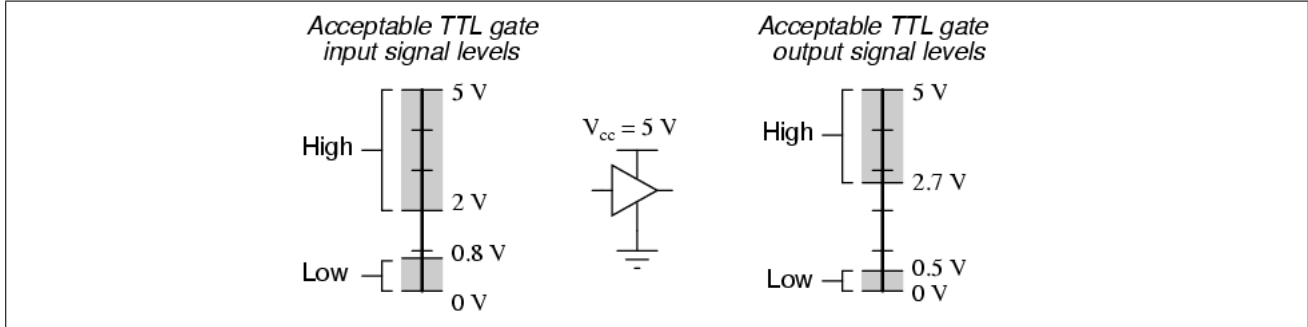 Acceptable TTL gate
input signal levels
5 V
High
2 V
0.8 V
Low
0 V
Vcc = 5 V
Acceptable TTL gate
output signal levels
5 V
High
2.7 V
0.5 V
Low
0 V